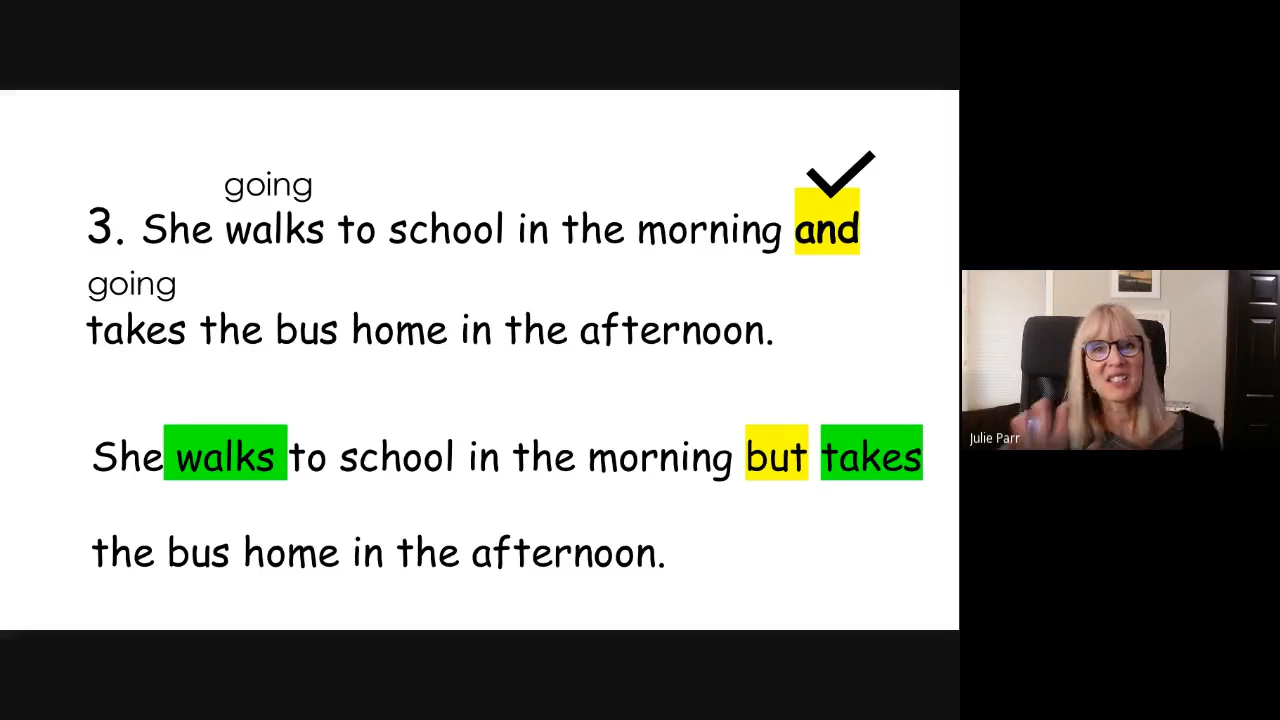 going
3. She walks to school in the morning and
going
takes the bus home in the afternoon.
She walks to school in the morning but takes
the bus home in the afternoon.
Julie Parr